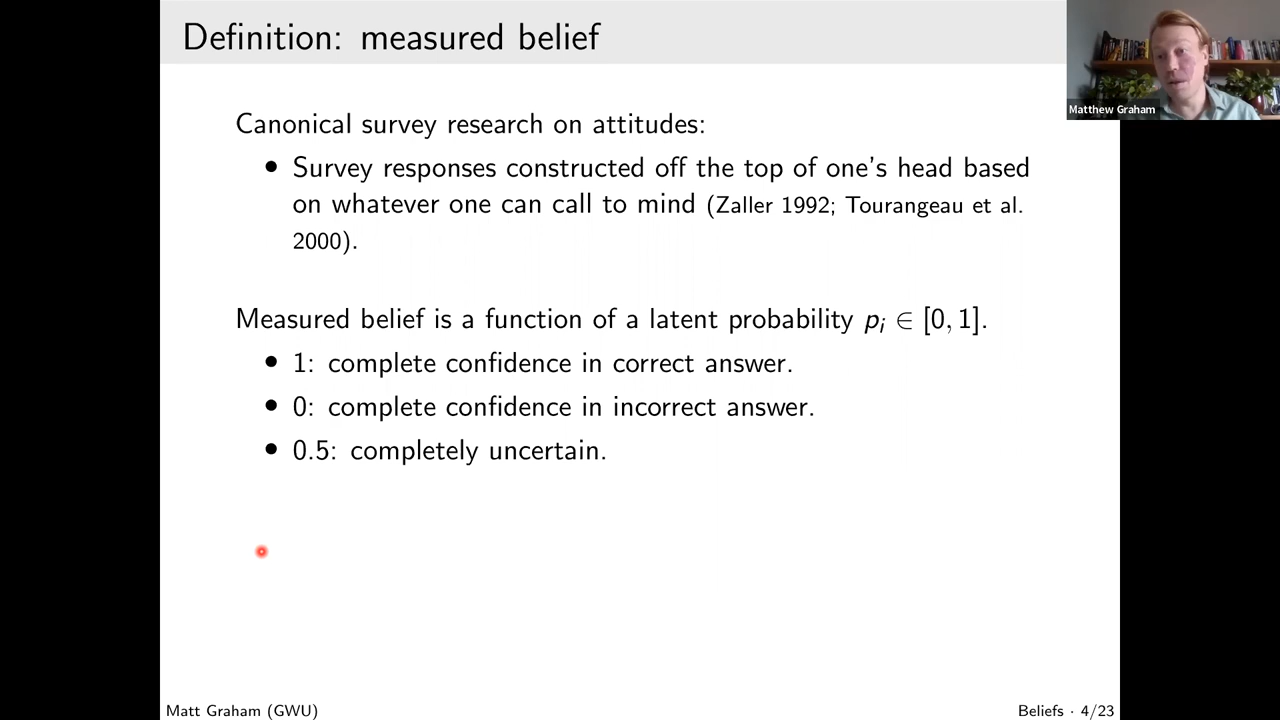 Definition: measured belief
Matthew Graham
Canonical survey research on attitudes:
• Survey responses constructed off the top of one's head based
on whatever one can call to mind (Zaller 1992; Tourangeau et al.
2000).
Measured belief is a function of a latent probability pᵢ ∈ [0, 1].
• 1: complete confidence in correct answer.
• 0: complete confidence in incorrect answer.
• 0.5: completely uncertain.
Matt Graham (GWU)
Beliefs · 4/23